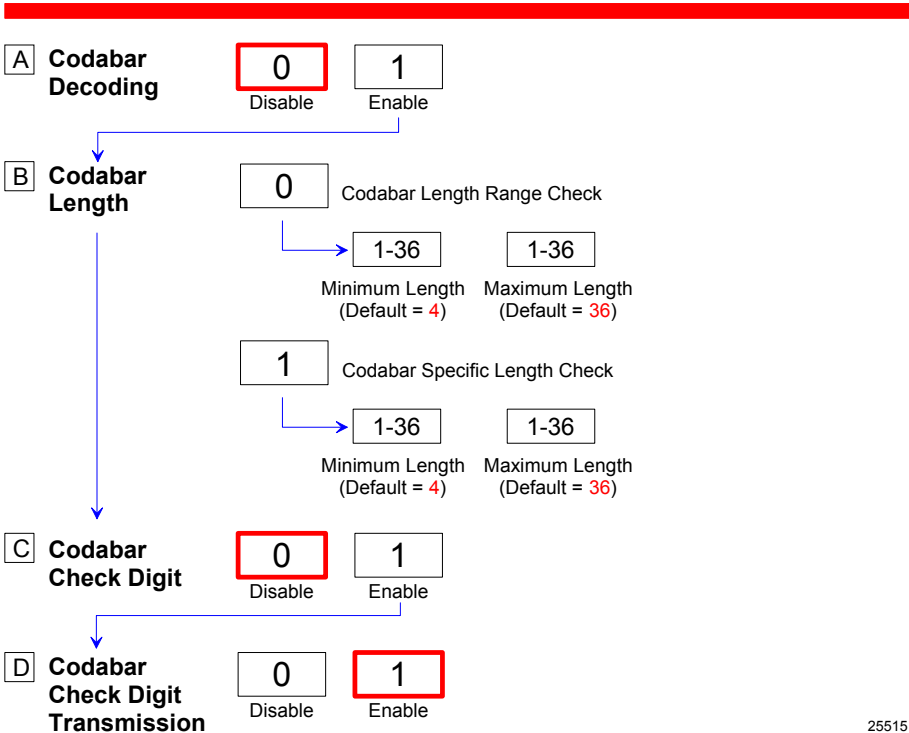 A Codabar Decoding
0 1
Disable Enable
B Codabar Length
0 Codabar Length Range Check
1-36 1-36
Minimum Length Maximum Length
(Default = 4) (Default = 36)
1 Codabar Specific Length Check
1-36 1-36
Minimum Length Maximum Length
(Default = 4) (Default = 36)
C Codabar Check Digit
0 1
Disable Enable
D Codabar Check Digit Transmission
0 1
Disable Enable
25515